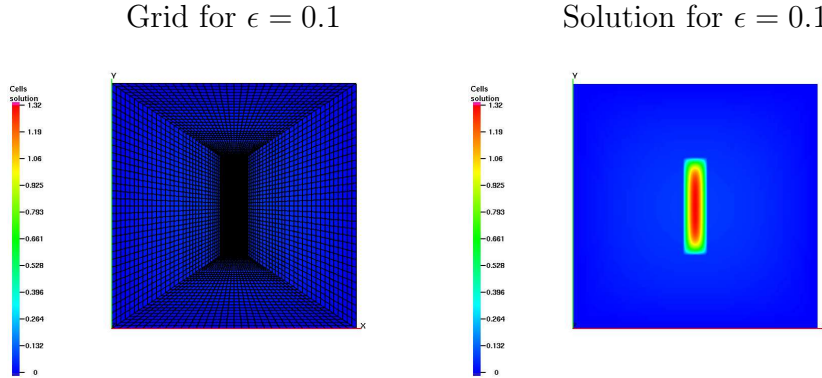 Grid for ϵ = 0.1
Solution for ϵ = 0.1
Cells
solution
1.32
1.19
1.06
0.925
0.793
0.661
0.528
0.396
0.264
0.132
0
Y
X
Cells
solution
1.32
1.19
1.06
0.925
0.793
0.661
0.528
0.396
0.264
0.132
0
Y